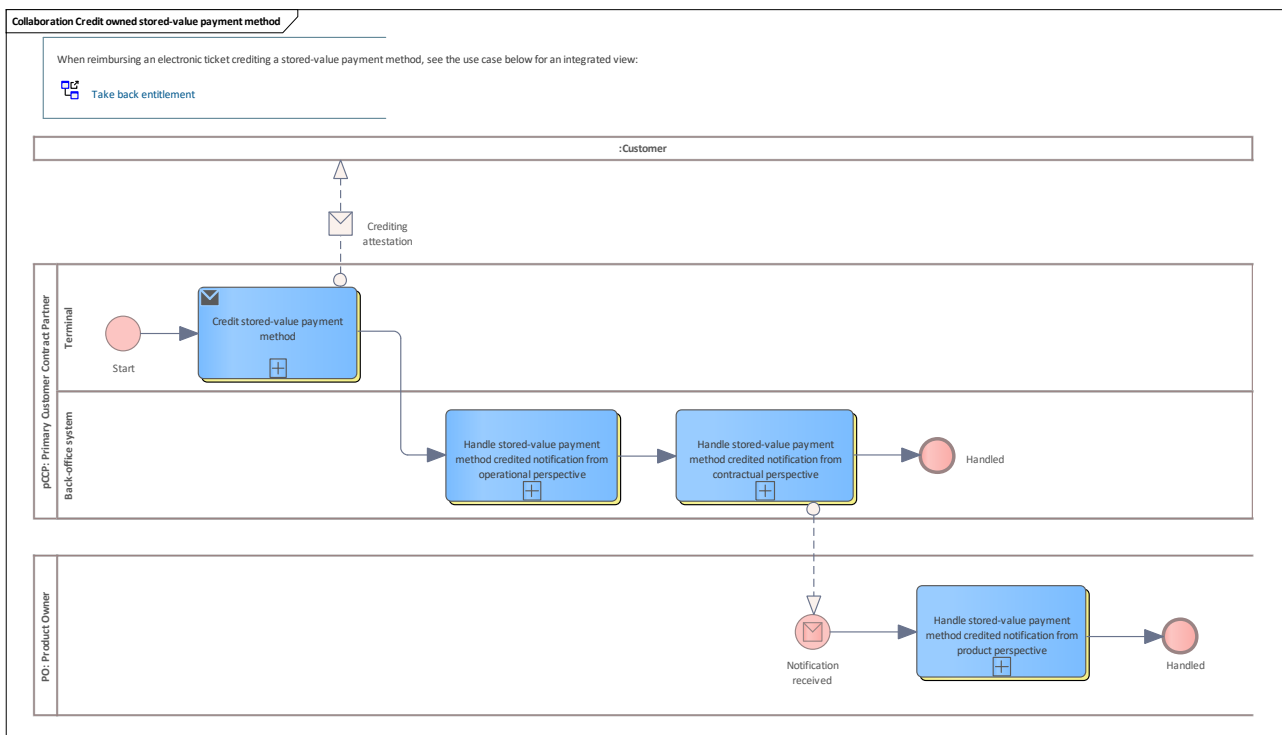 Collaboration Credit owned stored-value payment method
When reimbursing an electronic ticket crediting a stored-value payment method, see the use case below for an integrated view:
Take back entitlement
:Customer
Crediting
attestation
pCCP: Primary Customer Contract Partner
Terminal
Start
Credit stored-value payment
method
Back-office system
Handle stored-value payment
method credited notification from
operational perspective
Handle stored-value payment
method credited notification from
contractual perspective
Handled
PO: Product Owner
Notification
received
Handle stored-value payment
method credited notification from
product perspective
Handled